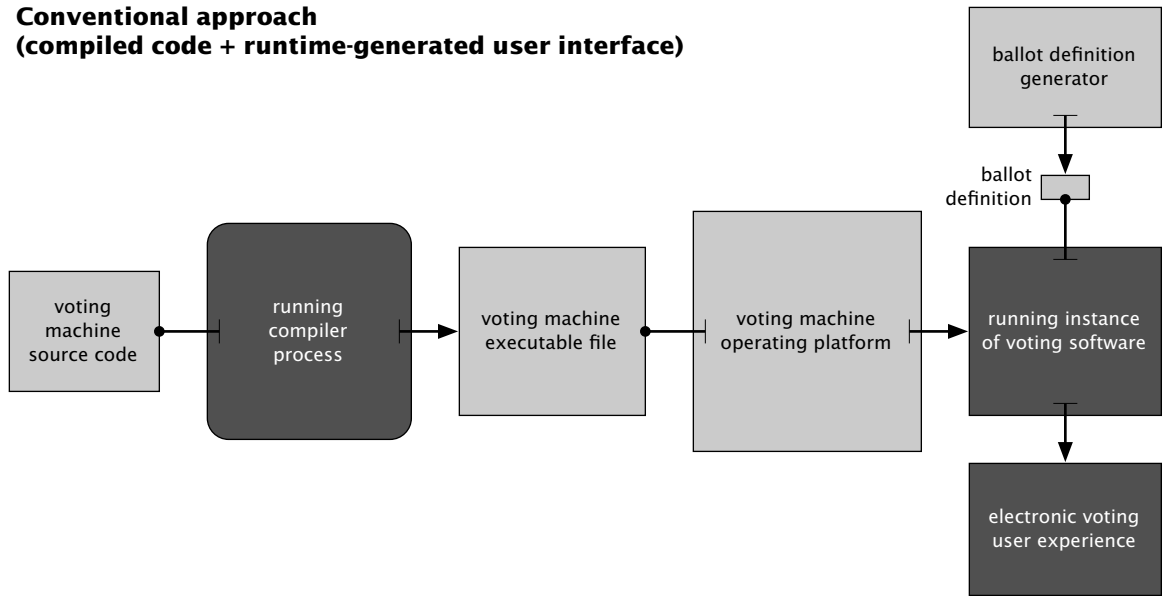 Conventional approach
(compiled code + runtime-generated user interface)
ballot definition
generator
ballot
definition
voting
machine
source code
running
compiler
process
voting machine
executable file
voting machine
operating platform
running instance
of voting software
electronic voting
user experience